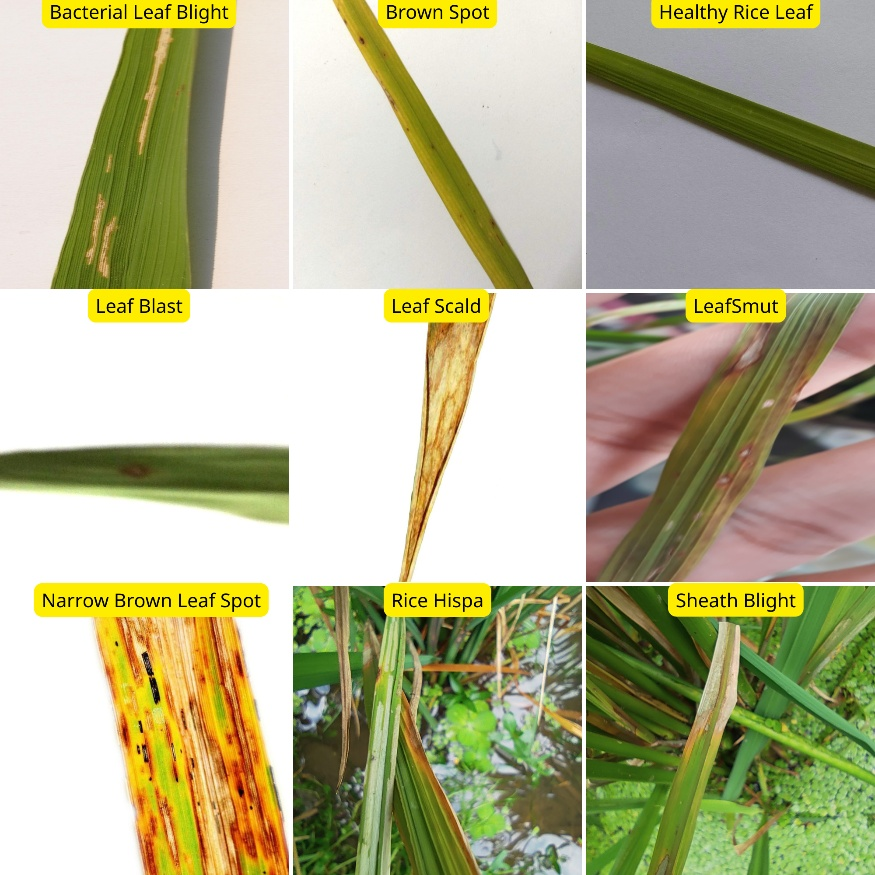 Bacterial Leaf Blight
Brown Spot
Healthy Rice Leaf
Leaf Blast
Leaf Scald
LeafSmut
Narrow Brown Leaf Spot
Rice Hispa
Sheath Blight